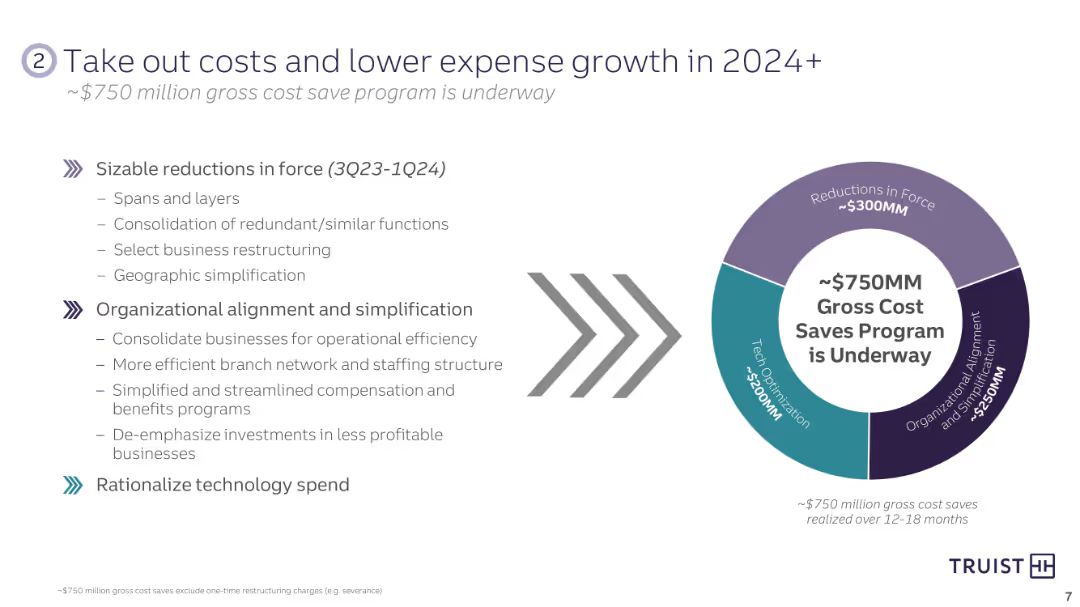 2 Take out costs and lower expense growth in 2024+
~$750 million gross cost save program is underway
Sizable reductions in force (3Q23-1Q24)
– Spans and layers
– Consolidation of redundant/similar functions
– Select business restructuring
– Geographic simplification
Organizational alignment and simplification
– Consolidate businesses for operational efficiency
– More efficient branch network and staffing structure
– Simplified and streamlined compensation and
benefits programs
– De-emphasize investments in less profitable
businesses
Rationalize technology spend
Reductions in Force
~$300MM
~$750MM
Gross Cost
Saves Program
is Underway
Tech Optimization
~$200MM
Organizational Alignment
and Simplification
~$250MM
~$750 million gross cost saves
realized over 12-18 months
TRUIST
~$750 million gross cost saves exclude one-time restructuring charges (e.g. severance)
7